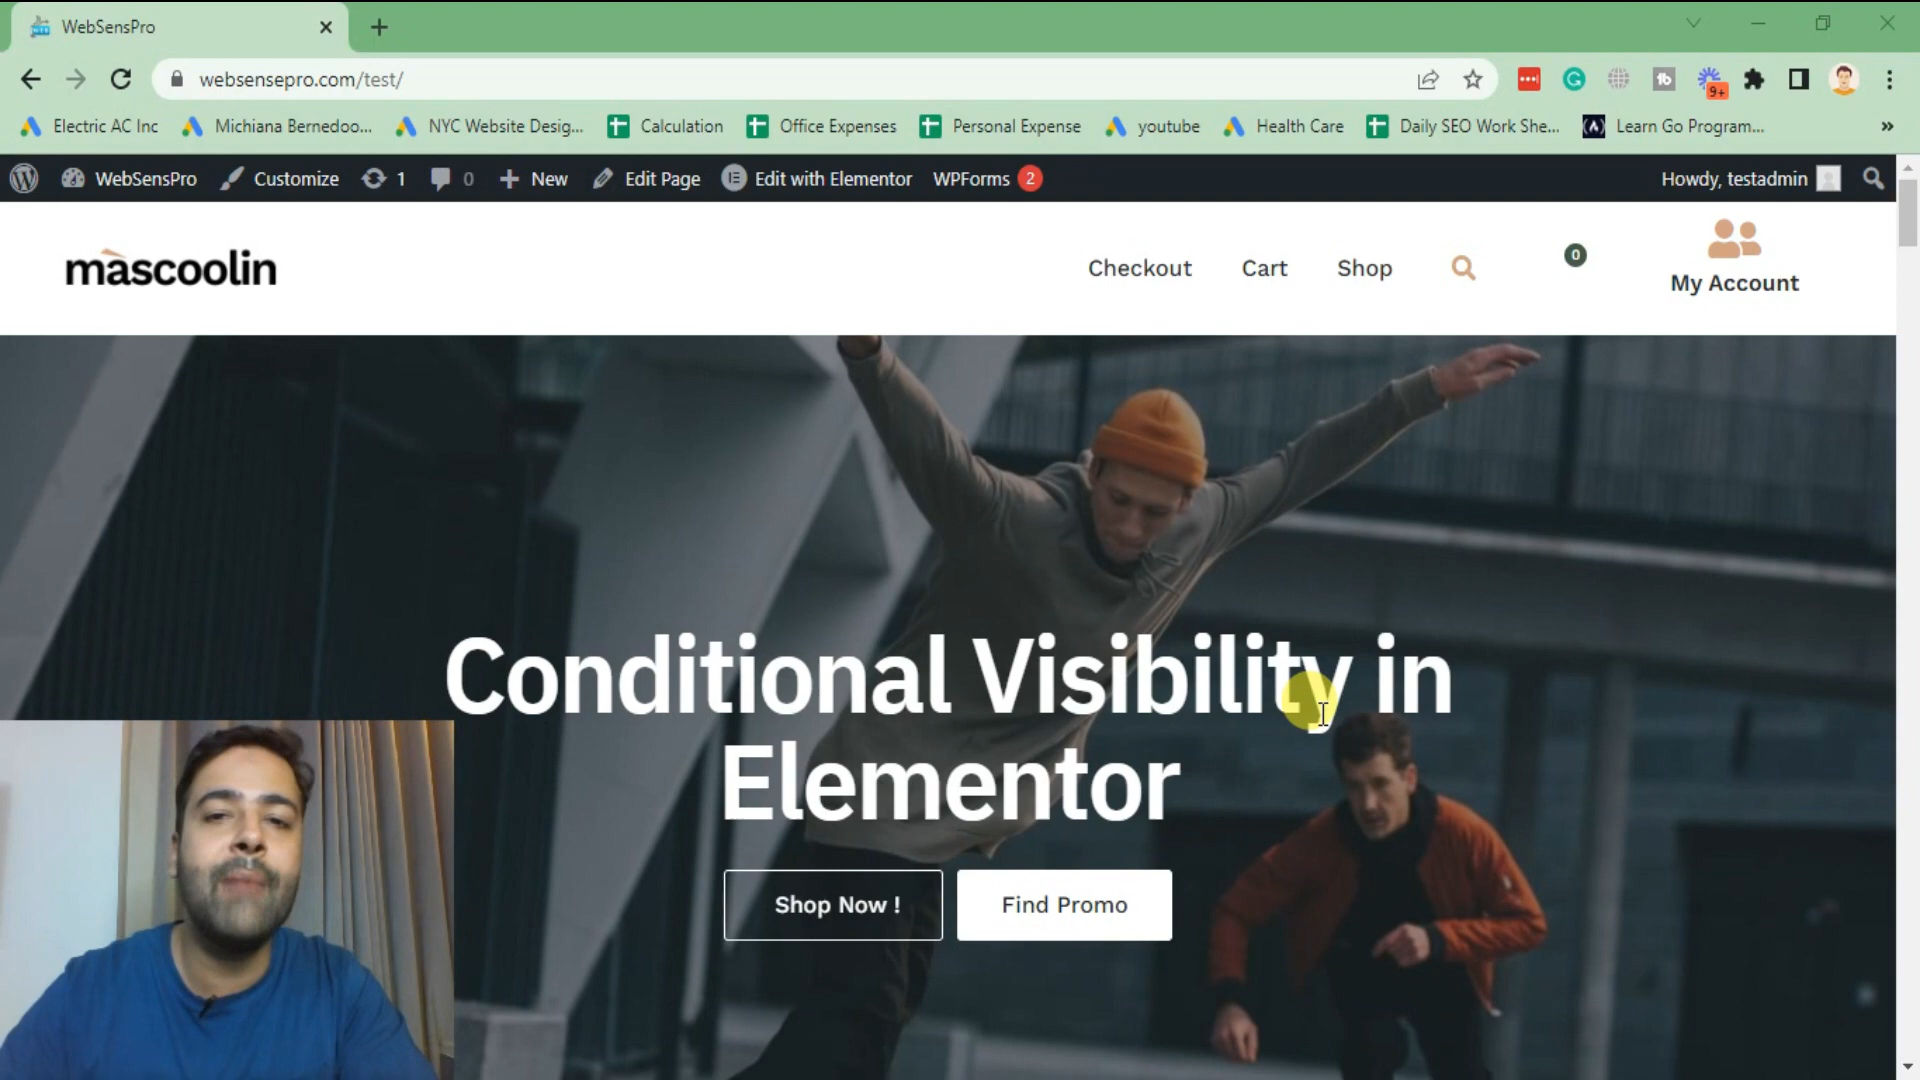 WebSensPro
websensepro.com/test/
9+
Electric AC Inc
Michiana Bernedoo...
NYC Website Desig...
Calculation
Office Expenses
Personal Expense
youtube
Health Care
Daily SEO Work She...
Learn Go Program...
»
WebSensPro
Customize
1
0
New
Edit Page
Edit with Elementor
WPForms 2
Howdy, testadmin
mascoolin
Checkout
Cart
Shop
0
My Account
Conditional Visibility in
Elementor
Shop Now !
Find Promo